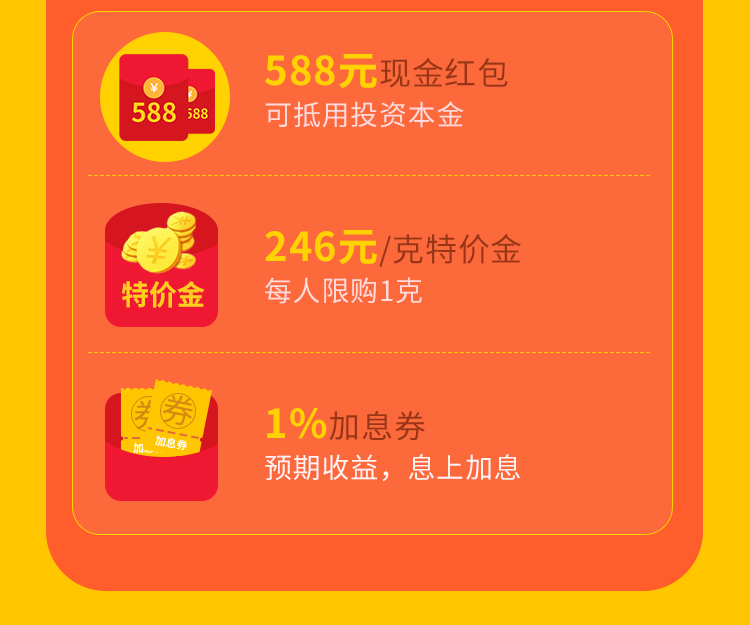 588元现金红包
可抵用投资本金
¥
588
¥
588
246元/克特价金
每人限购1克
¥
特价金
1%加息券
预期收益，息上加息
券
加息券
加